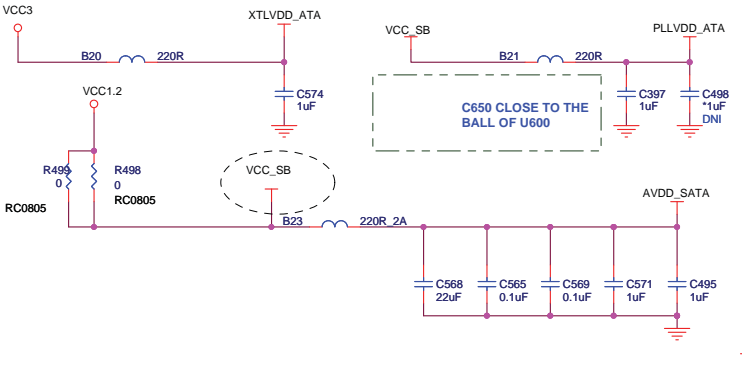 VCC3
XTLVDD_ATA
VCC_SB
PLLVDD_ATA
B20
220R
B21
220R
C574
1uF
C397
1uF
C498
*1uF
DNI
VCC1.2
C650 CLOSE TO THE
BALL OF U600
R499
0
R498
0
RC0805
RC0805
VCC_SB
AVDD_SATA
B23
220R_2A
C568
22uF
C565
0.1uF
C569
0.1uF
C571
1uF
C495
1uF